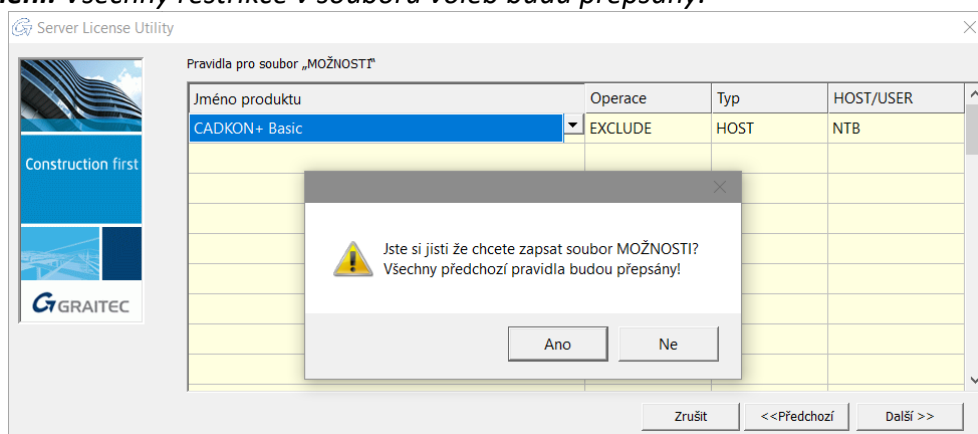 Všechny restrikce v souboru voleb budou přepsány.
Server License Utility
Pravidla pro soubor „MOŽNOSTI“
Jméno produktu Operace Typ HOST/USER
CADKON+ Basic EXCLUDE HOST NTB
Construction first
Jste si jisti že chcete zapsat soubor MOŽNOSTI?
Všechny předchozí pravidla budou přepsány!
GRAITEC
Ano Ne
Zrušit <<Předchozí Další >>